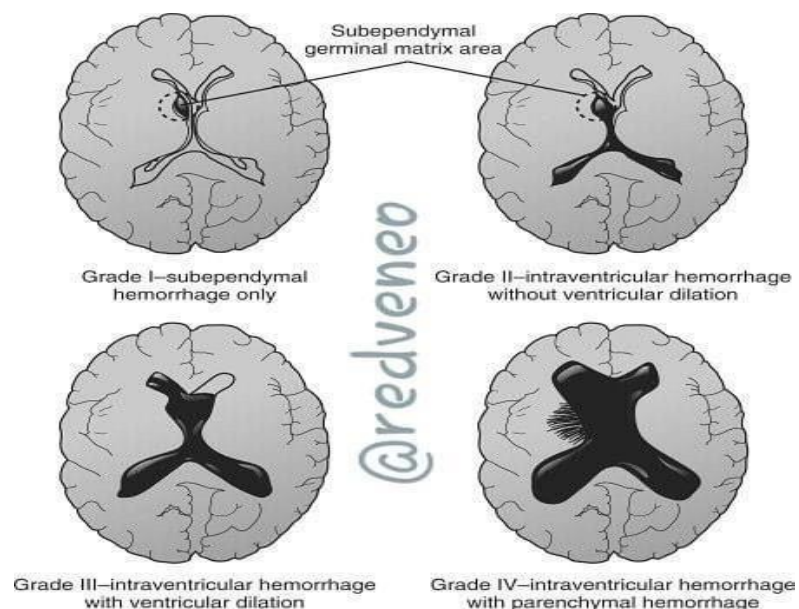 Subependymal
germinal matrix area
Grade I–subependymal
hemorrhage only
Grade II–intraventricular hemorrhage
without ventricular dilation
@redveneo
Grade III–intraventricular hemorrhage
with ventricular dilation
Grade IV–intraventricular hemorrhage
with parenchymal hemorrhage